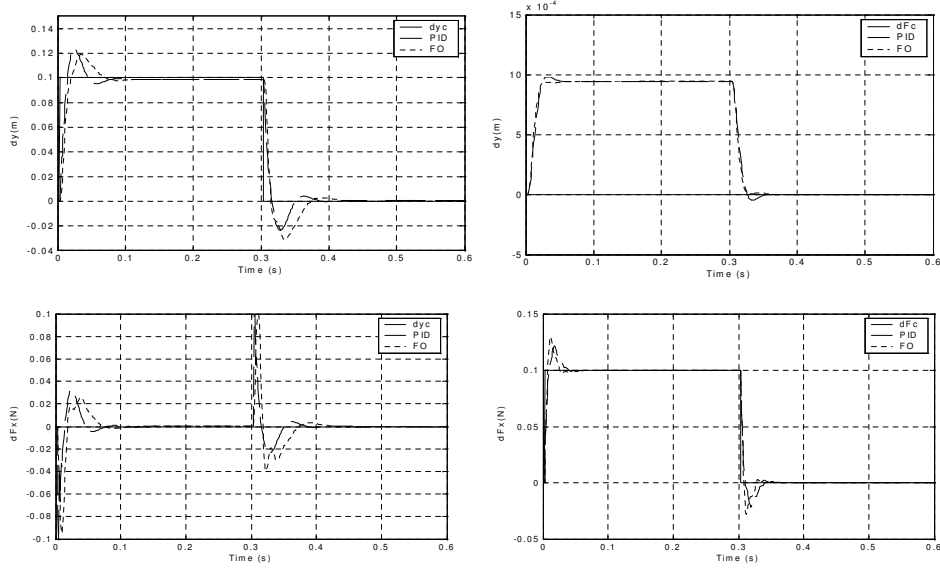 0.14
0.12
0.1
0.08
0.06
0.04
0.02
0
-0.02
-0.04
dy(m)
dyc
PID
FO
0 0.1 0.2 0.3 0.4 0.5 0.6
Time (s)
x 10-4
15
10
5
0
-5
dy(m)
dFc
PID
FO
0 0.1 0.2 0.3 0.4 0.5 0.6
Time (s)
0.1
0.08
0.06
0.04
0.02
0
-0.02
-0.04
-0.06
-0.08
-0.1
dFx(N)
dyc
PID
FO
0 0.1 0.2 0.3 0.4 0.5 0.6
Time (s)
0.15
0.1
0.05
0
-0.05
dFx(N)
dFc
PID
FO
0 0.1 0.2 0.3 0.4 0.5 0.6
Time (s)